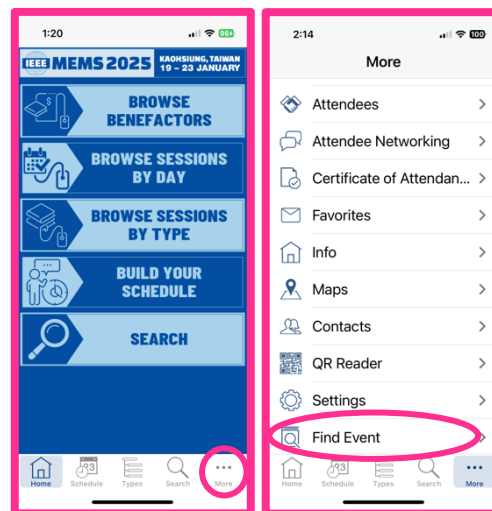 1:20
96+
IEEE MEMS 2025
KAOHSIUNG, TAIWAN
19 – 23 JANUARY
BROWSE
BENEFACTORS
BROWSE SESSIONS
BY DAY
BROWSE SESSIONS
BY TYPE
BUILD YOUR
SCHEDULE
SEARCH
Home
Schedule
Types
Search
More
2:14
100
More
Attendees
Attendee Networking
Certificate of Attendan...
Favorites
Info
Maps
Contacts
QR Reader
Settings
Find Event
Home
Schedule
Types
Search
More